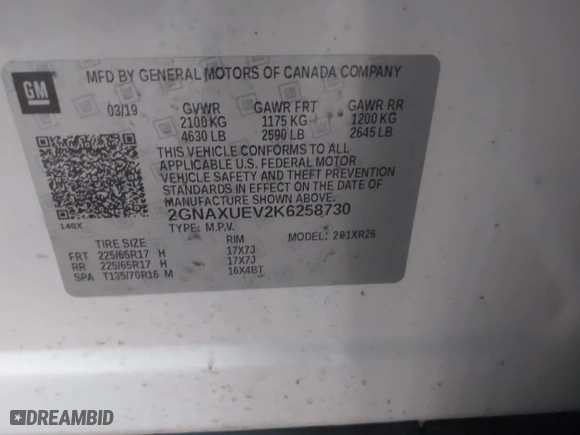 GM
MFD BY GENERAL MOTORS OF CANADA COMPANY
03/19 GVWR GAWR FRT GAWR RR
2100 KG 1175 KG 1200 KG
4630 LB 2590 LB 2645 LB
THIS VEHICLE CONFORMS TO ALL
APPLICABLE U.S. FEDERAL MOTOR
VEHICLE SAFETY AND THEFT PREVENTION
STANDARDS IN EFFECT ON THE DATE OF
MANUFACTURE SHOWN ABOVE.
140X
2GNAXUEV2K6258730
TYPE: M.P.V. MODEL: 201XR26
TIRE SIZE RIM
FRT 225/65R17 H 17X7J
RR 225/65R17 H 17X7J
SPA T135/70R16 M 16X4BT
DREAMBID